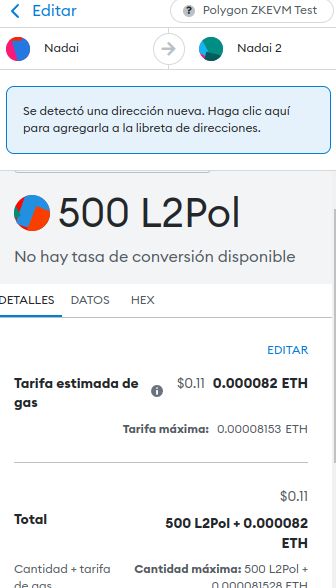 Editar
Polygon ZKEVM Test
Nadai
Nadai 2
Se detectó una dirección nueva. Haga clic aquí
para agregarla a la libreta de direcciones.
500 L2Pol
No hay tasa de conversión disponible
DETALLES DATOS HEX
EDITAR
Tarifa estimada de $0.11 0.000082 ETH
gas
Tarifa máxima: 0.00008153 ETH
$0.11
Total 500 L2Pol + 0.000082
ETH
Cantidad + tarifa Cantidad máxima: 500 L2Pol +
de gas 0.000081528 ETH